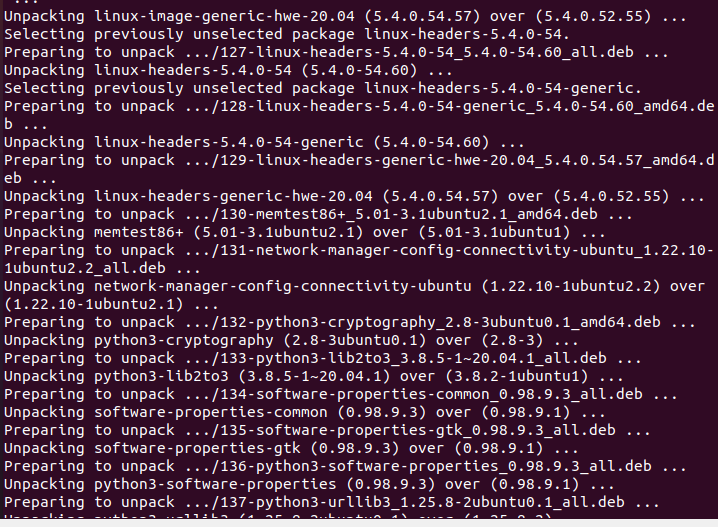 ...
Unpacking linux-image-generic-hwe-20.04 (5.4.0.54.57) over (5.4.0.52.55) ...
Selecting previously unselected package linux-headers-5.4.0-54.
Preparing to unpack .../127-linux-headers-5.4.0-54_5.4.0-54.60_all.deb ...
Unpacking linux-headers-5.4.0-54 (5.4.0-54.60) ...
Selecting previously unselected package linux-headers-5.4.0-54-generic.
Preparing to unpack .../128-linux-headers-5.4.0-54-generic_5.4.0-54.60_amd64.de
b ...
Unpacking linux-headers-5.4.0-54-generic (5.4.0-54.60) ...
Preparing to unpack .../129-linux-headers-generic-hwe-20.04_5.4.0.54.57_amd64.d
eb ...
Unpacking linux-headers-generic-hwe-20.04 (5.4.0.54.57) over (5.4.0.52.55) ...
Preparing to unpack .../130-memtest86+_5.01-3.1ubuntu2.1_amd64.deb ...
Unpacking memtest86+ (5.01-3.1ubuntu2.1) over (5.01-3.1ubuntu1) ...
Preparing to unpack .../131-network-manager-config-connectivity-ubuntu_1.22.10-
1ubuntu2.2_all.deb ...
Unpacking network-manager-config-connectivity-ubuntu (1.22.10-1ubuntu2.2) over
(1.22.10-1ubuntu2.1) ...
Preparing to unpack .../132-python3-cryptography_2.8-3ubuntu0.1_amd64.deb ...
Unpacking python3-cryptography (2.8-3ubuntu0.1) over (2.8-3) ...
Preparing to unpack .../133-python3-lib2to3_3.8.5-1~20.04.1_all.deb ...
Unpacking python3-lib2to3 (3.8.5-1~20.04.1) over (3.8.2-1ubuntu1) ...
Preparing to unpack .../134-software-properties-common_0.98.9.3_all.deb ...
Unpacking software-properties-common (0.98.9.3) over (0.98.9.1) ...
Preparing to unpack .../135-software-properties-gtk_0.98.9.3_all.deb ...
Unpacking software-properties-gtk (0.98.9.3) over (0.98.9.1) ...
Preparing to unpack .../136-python3-software-properties_0.98.9.3_all.deb ...
Unpacking python3-software-properties (0.98.9.3) over (0.98.9.1) ...
Preparing to unpack .../137-python3-urllib3_1.25.8-2ubuntu0.1_all.deb ...